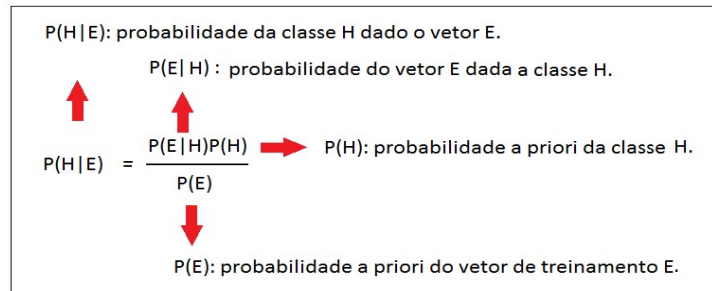 P(H|E): probabilidade da classe H dado o vetor E.
P(E|H) : probabilidade do vetor E dada a classe H.
P(H|E) = P(E|H)P(H)
P(E)
P(H): probabilidade a priori da classe H.
P(E): probabilidade a priori do vetor de treinamento E.